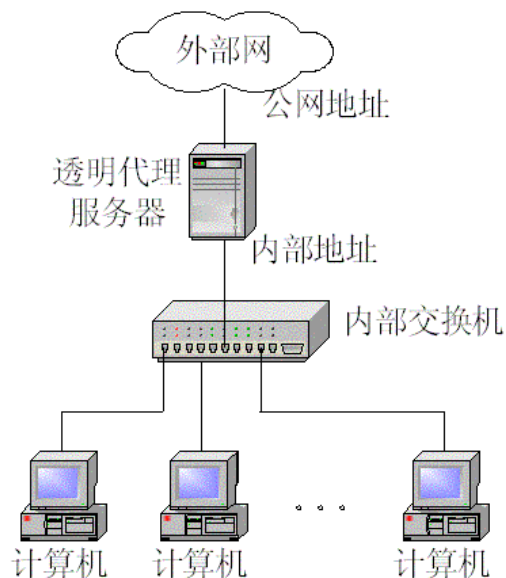 外部网
公网地址
透明代理
服务器
内部地址
内部交换机
计算机
计算机
计算机